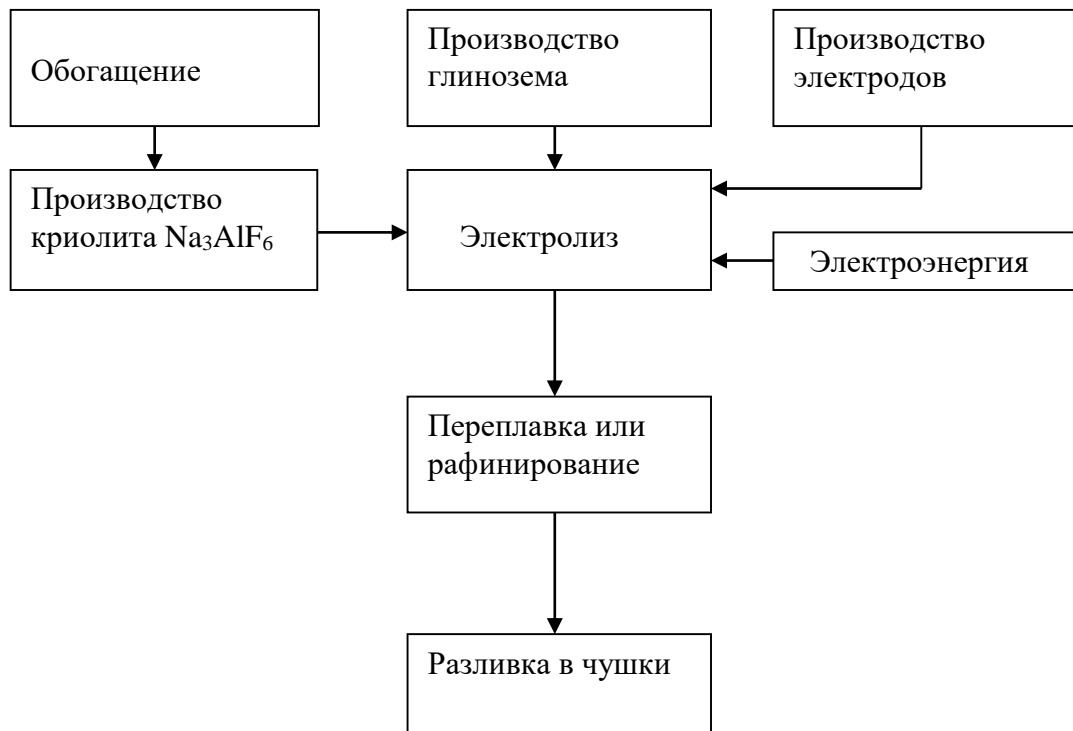 Обогащение
Производство
глинозема
Производство
электродов
Производство
криолита Na₃AlF₆
Электролиз
Электроэнергия
Переплавка или
рафинирование
Разливка в чушки